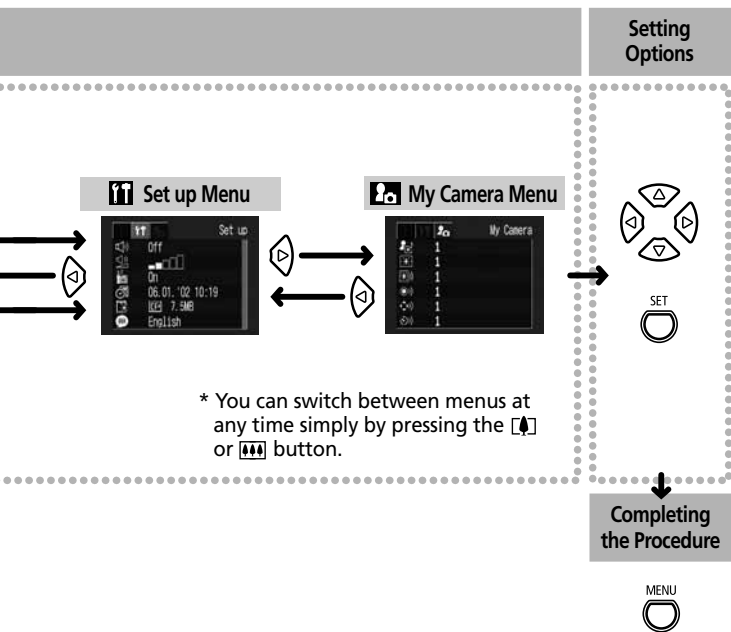 Setting
Options
Set up Menu
My Camera Menu
Set up
Off
On
06.01.'02 10:19
CF 7.5MB
English
My Camera
1
1
1
1
1
1
SET
* You can switch between menus at
any time simply by pressing the
or button.
Completing
the Procedure
MENU